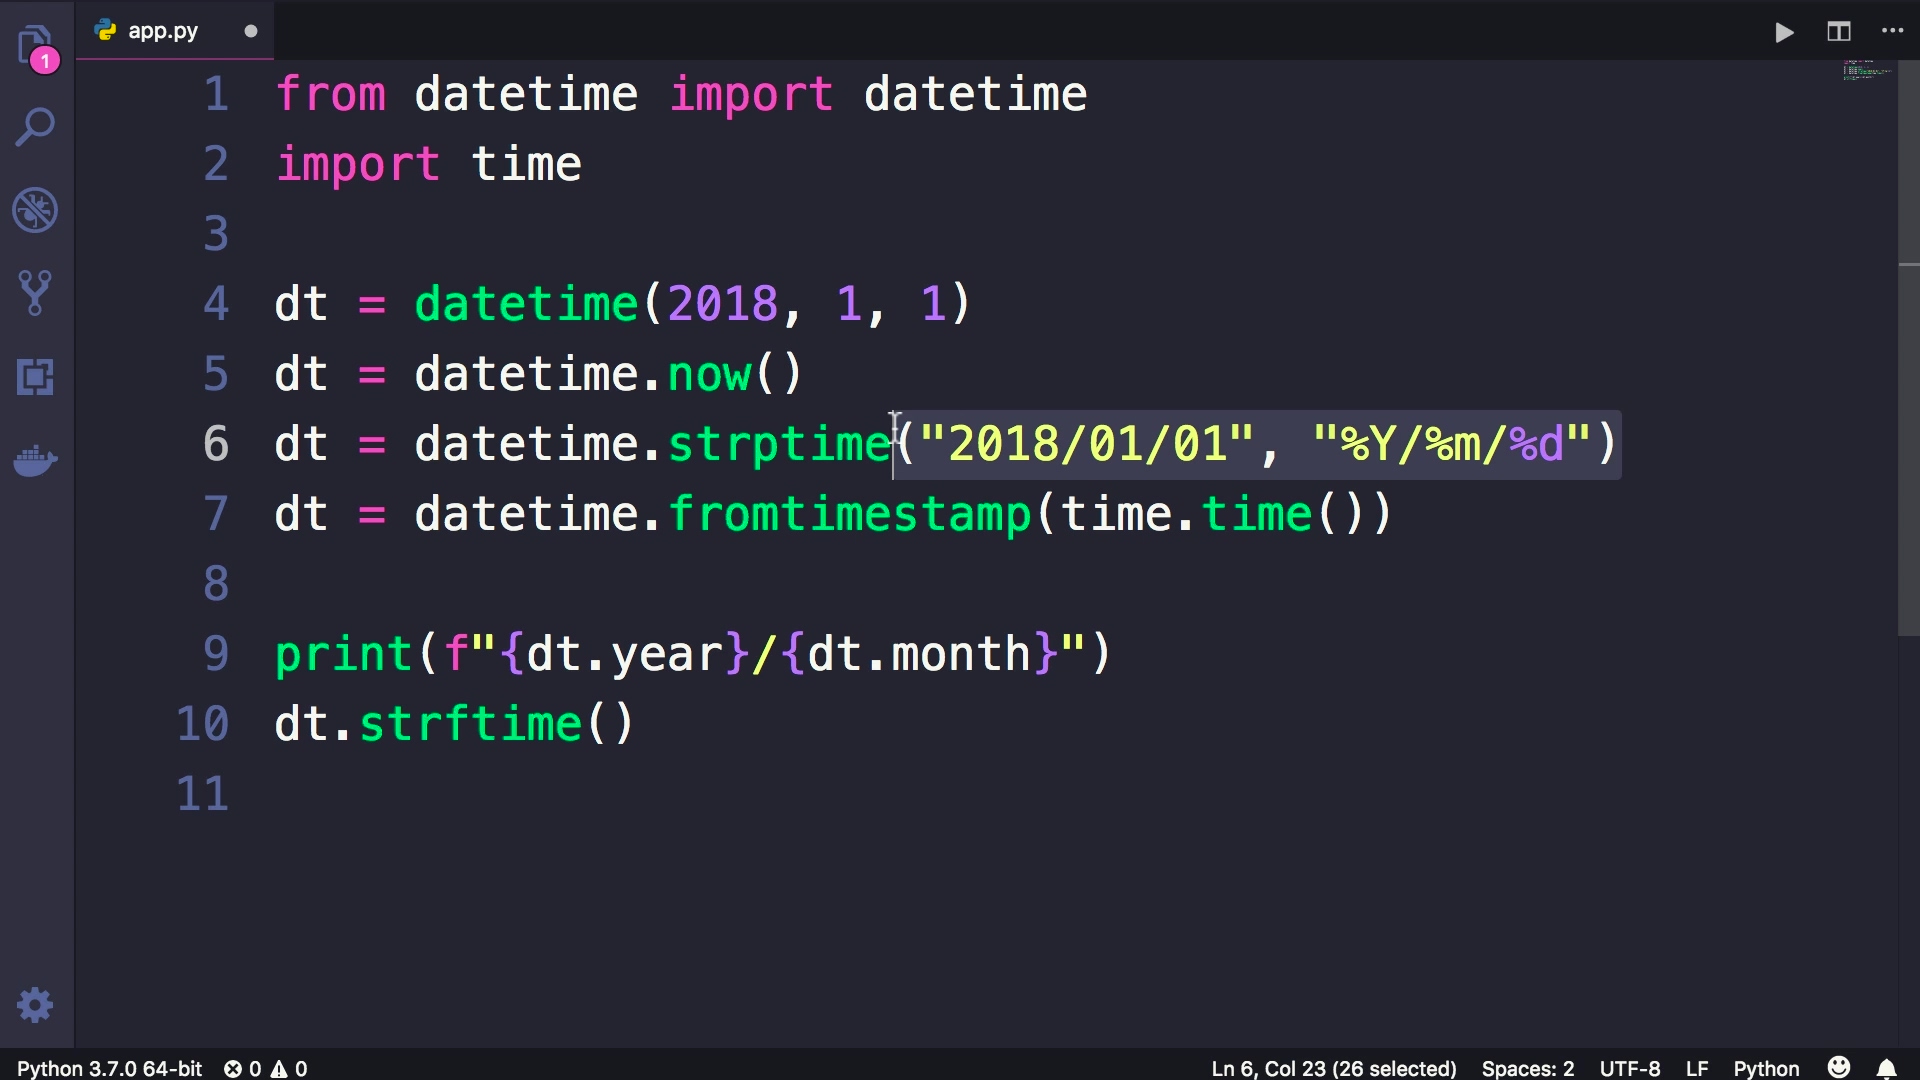 1
app.py
1 from datetime import datetime
2 import time
3
4 dt = datetime(2018, 1, 1)
5 dt = datetime.now()
6 dt = datetime.strptime("2018/01/01", "%Y/%m/%d")
7 dt = datetime.fromtimestamp(time.time())
8
9 print(f"{dt.year}/{dt.month}")
10 dt.strftime()
11
Python 3.7.0 64-bit 0 0 Ln 6, Col 23 (26 selected) Spaces: 2 UTF-8 LF Python